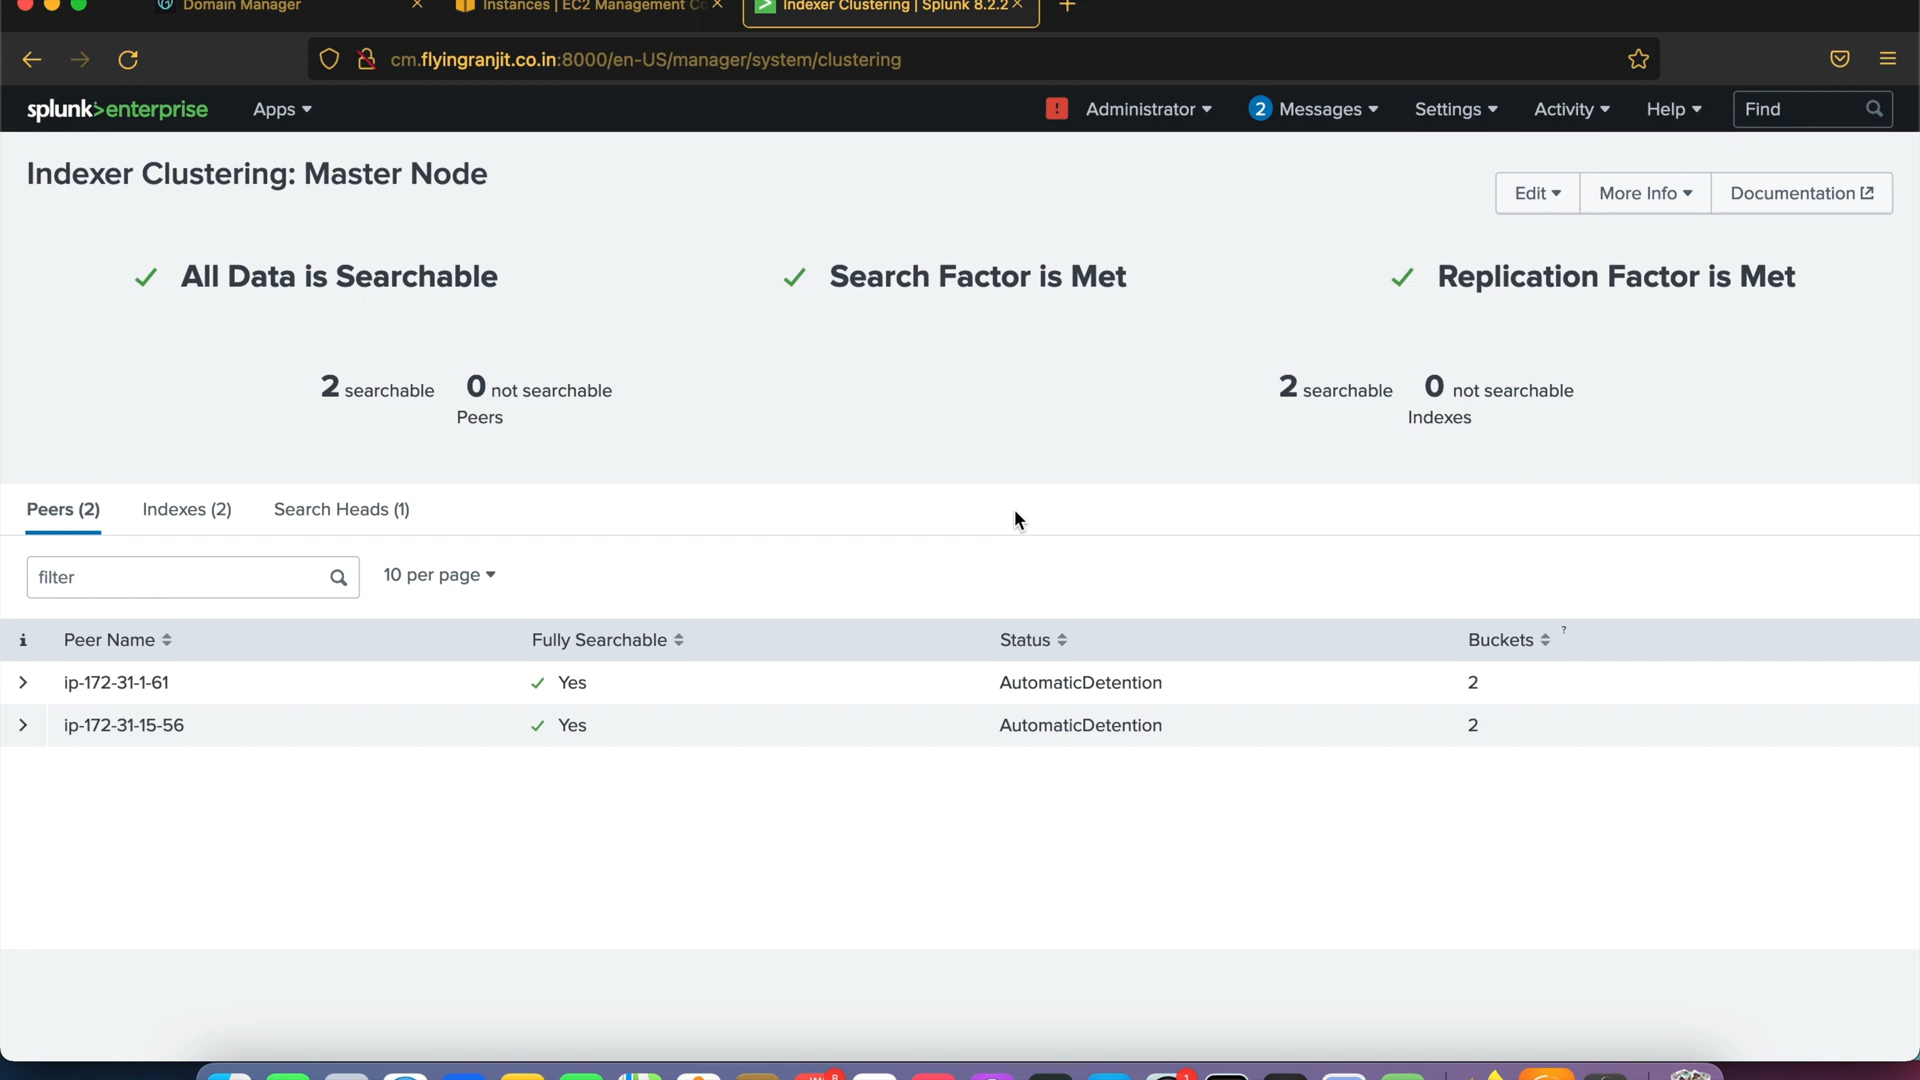 Domain Manager
Instances | EC2 Management Co
Indexer Clustering | Splunk 8.2.2
cm.flyingranjit.co.in:8000/en-US/manager/system/clustering
splunk>enterprise
Apps
Administrator
2 Messages
Settings
Activity
Help
Find
Indexer Clustering: Master Node
Edit
More Info
Documentation
All Data is Searchable
Search Factor is Met
Replication Factor is Met
2 searchable
0 not searchable
Peers
2 searchable
0 not searchable
Indexes
Peers (2)
Indexes (2)
Search Heads (1)
filter
10 per page
i
Peer Name
Fully Searchable
Status
Buckets
?
ip-172-31-1-61
Yes
AutomaticDetention
2
ip-172-31-15-56
Yes
AutomaticDetention
2
8
1